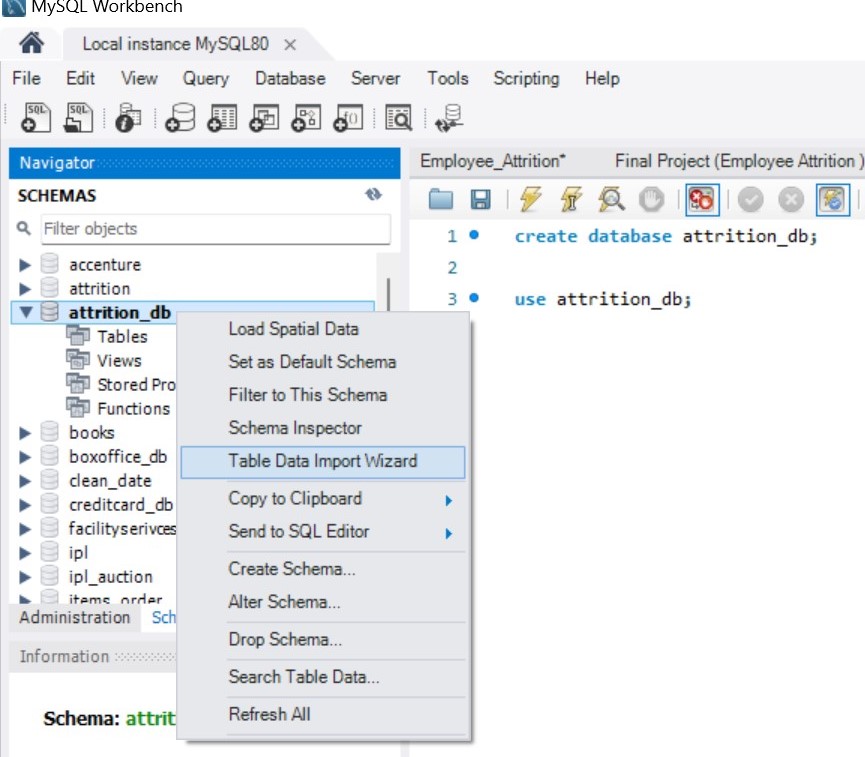 MySQL Workbench
Local instance MySQL80
File Edit View Query Database Server Tools Scripting Help
Navigator
SCHEMAS
Filter objects
accenture
attrition
attrition_db
Tables
Views
Stored Pro
Functions
books
boxoffice_db
clean_date
creditcard_db
facilityserivces
ipl
ipl_auction
items_order
Administration Sch
Information
Schema: attrit
Load Spatial Data
Set as Default Schema
Filter to This Schema
Schema Inspector
Table Data Import Wizard
Copy to Clipboard
Send to SQL Editor
Create Schema...
Alter Schema...
Drop Schema...
Search Table Data...
Refresh All
Employee_Attrition* Final Project (Employee Attrition )
1 create database attrition_db;
2
3 use attrition_db;